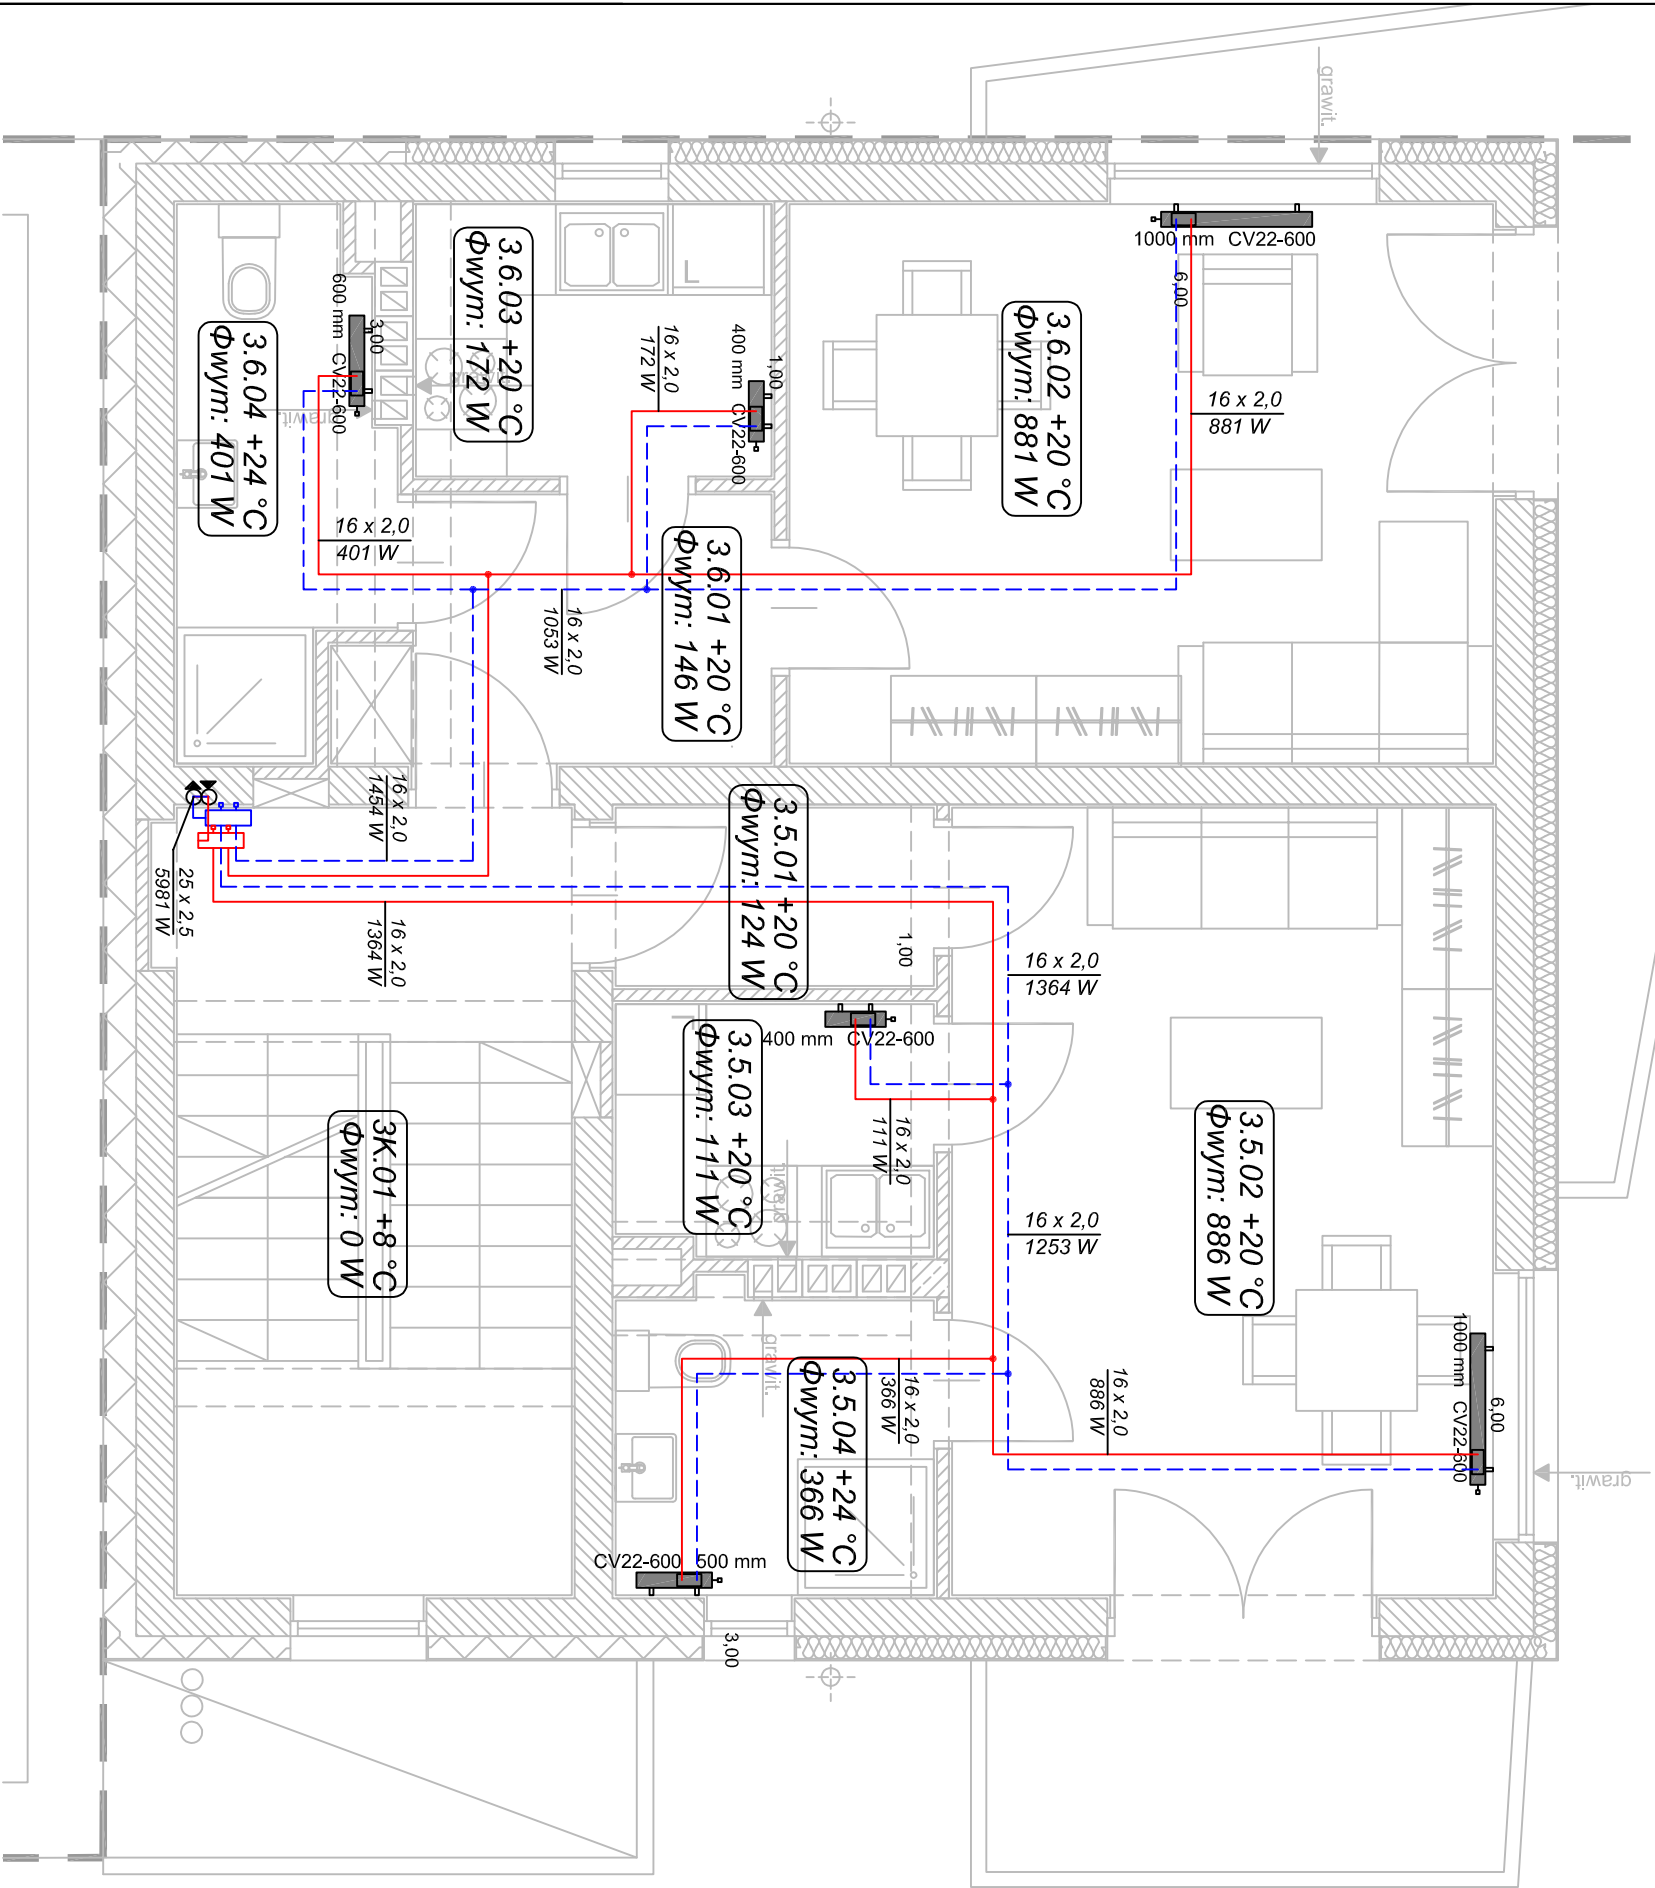 grawit.
1000 mm CV22-600
6,00
3.6.02 +20 °C
Φwym: 881 W
16 x 2,0
881 W
3.6.03 +20 °C
Φwym: 172 W
16 x 2,0
172 W
400 mm CV22-600
1,00
600 mm CV22-600
3,00
3.6.04 +24 °C
Φwym: 401 W
grawit.
grawit.
16 x 2,0
401 W
3.6.01 +20 °C
Φwym: 146 W
16 x 2,0
1053 W
16 x 2,0
1454 W
25 x 2,5
5981 W
16 x 2,0
1364 W
3.5.01 +20 °C
Φwym: 124 W
1,00
16 x 2,0
1364 W
400 mm CV22-600
3.5.03 +20 °C
Φwym: 111 W
16 x 2,0
111 W
grawit.
3K.01 +8 °C
Φwym: 0 W
3.5.02 +20 °C
Φwym: 886 W
16 x 2,0
1253 W
1000 mm CV22-600
6,00
grawit.
grawit.
16 x 2,0
366 W
16 x 2,0
886 W
3.5.04 +24 °C
Φwym: 366 W
CV22-600 500 mm
3,00